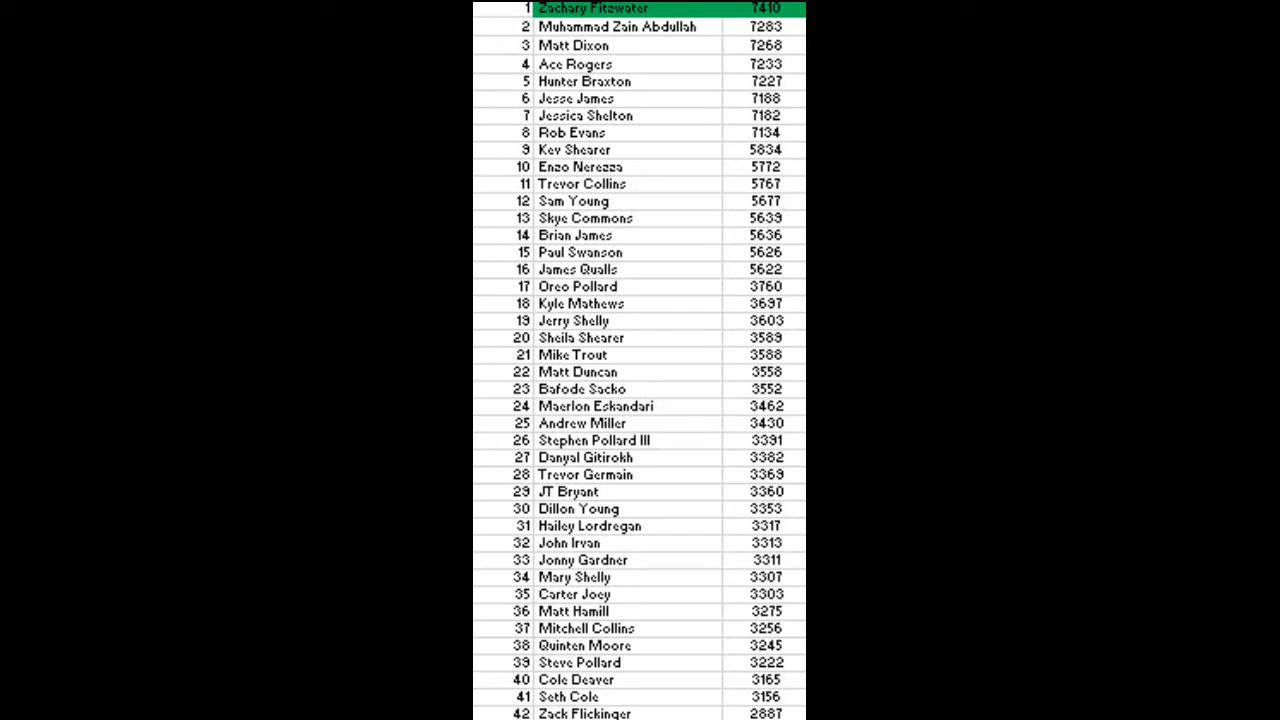 1 Zachary Fitzwater 7410
2 Muhammad Zain Abdullah 7283
3 Matt Dixon 7268
4 Ace Rogers 7233
5 Hunter Braxton 7227
6 Jesse James 7188
7 Jessica Shelton 7182
8 Rob Evans 7134
9 Kev Shearer 5834
10 Enzo Nerezza 5772
11 Trevor Collins 5767
12 Sam Young 5677
13 Skye Commons 5639
14 Brian James 5636
15 Paul Swanson 5626
16 James Qualls 5622
17 Oreo Pollard 3760
18 Kyle Mathews 3697
19 Jerry Shelly 3603
20 Sheila Shearer 3589
21 Mike Trout 3588
22 Matt Duncan 3558
23 Bafode Sacko 3552
24 Maerlon Eskandari 3462
25 Andrew Miller 3430
26 Stephen Pollard III 3391
27 Danyal Gitirokh 3382
28 Trevor Germain 3369
29 JT Bryant 3360
30 Dillon Young 3353
31 Hailey Lordregan 3317
32 John Irvan 3313
33 Jonny Gardner 3311
34 Mary Shelly 3307
35 Carter Joey 3303
36 Matt Hamill 3275
37 Mitchell Collins 3256
38 Quinten Moore 3245
39 Steve Pollard 3222
40 Cole Deaver 3165
41 Seth Cole 3156
42 Zack Flickinger 2887